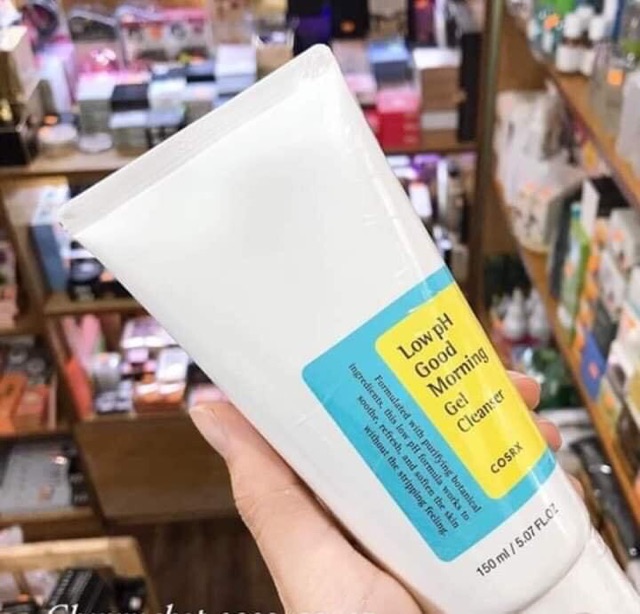 Low pH
Good
Morning
Gel
Cleanser
COSRX
Formulated with purifying botanical
ingredients, this low pH formula works to
soothe, refresh, and soften the skin
without the stripping feeling.
150 ml / 5.07 FL.OZ